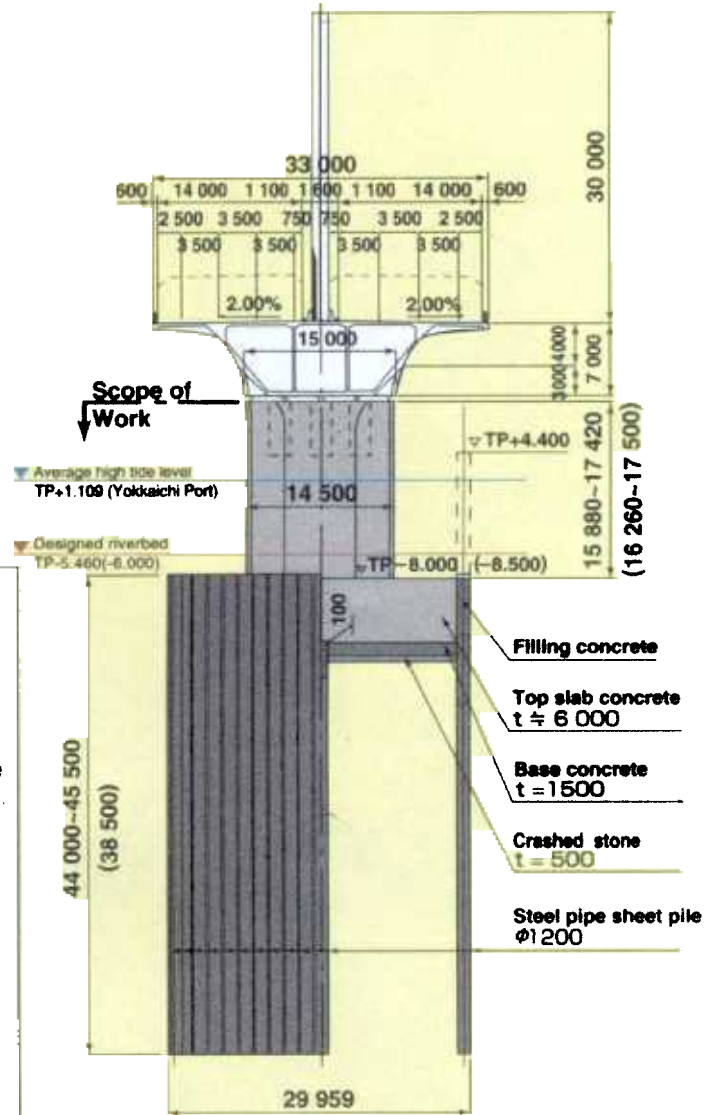 30 000
33 000
600 14 000 1 100 1 600 1 100 14 000 600
2 500 3 500 750 750 3 500 2 500
3 500 3 500 3 500 3 500
2.00% 2.00%
15 000
4000
3000
7 000
Scope of
Work
TP+4.400
Average high tide level
TP+1.109 (Yokkaichi Port)
14 500
15 880~17 420
(16 260~17 500)
Designed riverbed
TP-5.460(-6.000)
TP-8.000 (-8.500)
100
Filling concrete
Top slab concrete
t ≒ 6 000
Base concrete
t =1500
Crashed stone
t = 500
Steel pipe sheet pile
Φ1200
44 000~45 500
(38 500)
29 959